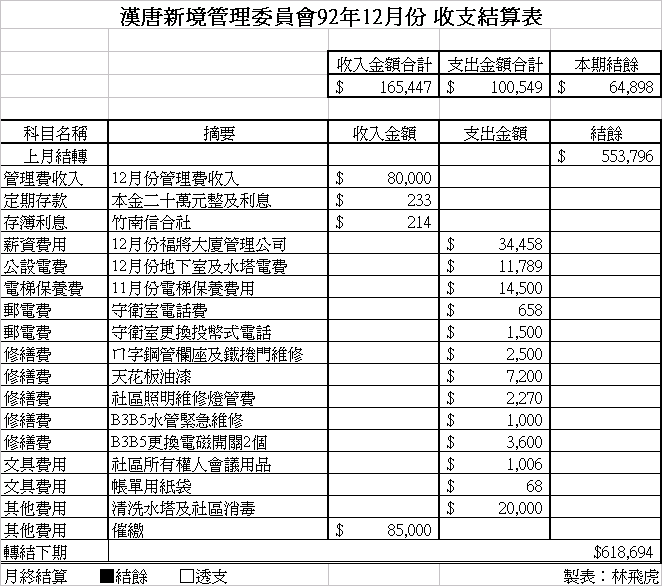 漢唐新境管理委員會92年12月份 收支結算表
收入金額合計 支出金額合計 本期結餘
$ 165,447 $ 100,549 $ 64,898
科目名稱 摘要 收入金額 支出金額 結餘
上月結轉 $ 553,796
管理費收入 12月份管理費收入 $ 80,000
定期存款 本金二十萬元整及利息 $ 233
存簿利息 竹南信合社 $ 214
薪資費用 12月份福將大廈管理公司 $ 34,458
公設電費 12月份地下室及水塔電費 $ 11,789
電梯保養費 11月份電梯保養費用 $ 14,500
郵電費 守衛室電話費 $ 658
郵電費 守衛室更換投幣式電話 $ 1,500
修繕費 ㄇ字鋼管欄座及鐵捲門維修 $ 2,500
修繕費 天花板油漆 $ 7,200
修繕費 社區照明維修燈管費 $ 2,270
修繕費 B3B5水管緊急維修 $ 1,000
修繕費 B3B5更換電磁開關2個 $ 3,600
文具費用 社區所有權人會議用品 $ 1,006
文具費用 帳單用紙袋 $ 68
其他費用 清洗水塔及社區消毒 $ 20,000
其他費用 催繳 $ 85,000
轉結下期 $618,694
月終結算 ■結餘 □透支 製表：林飛虎